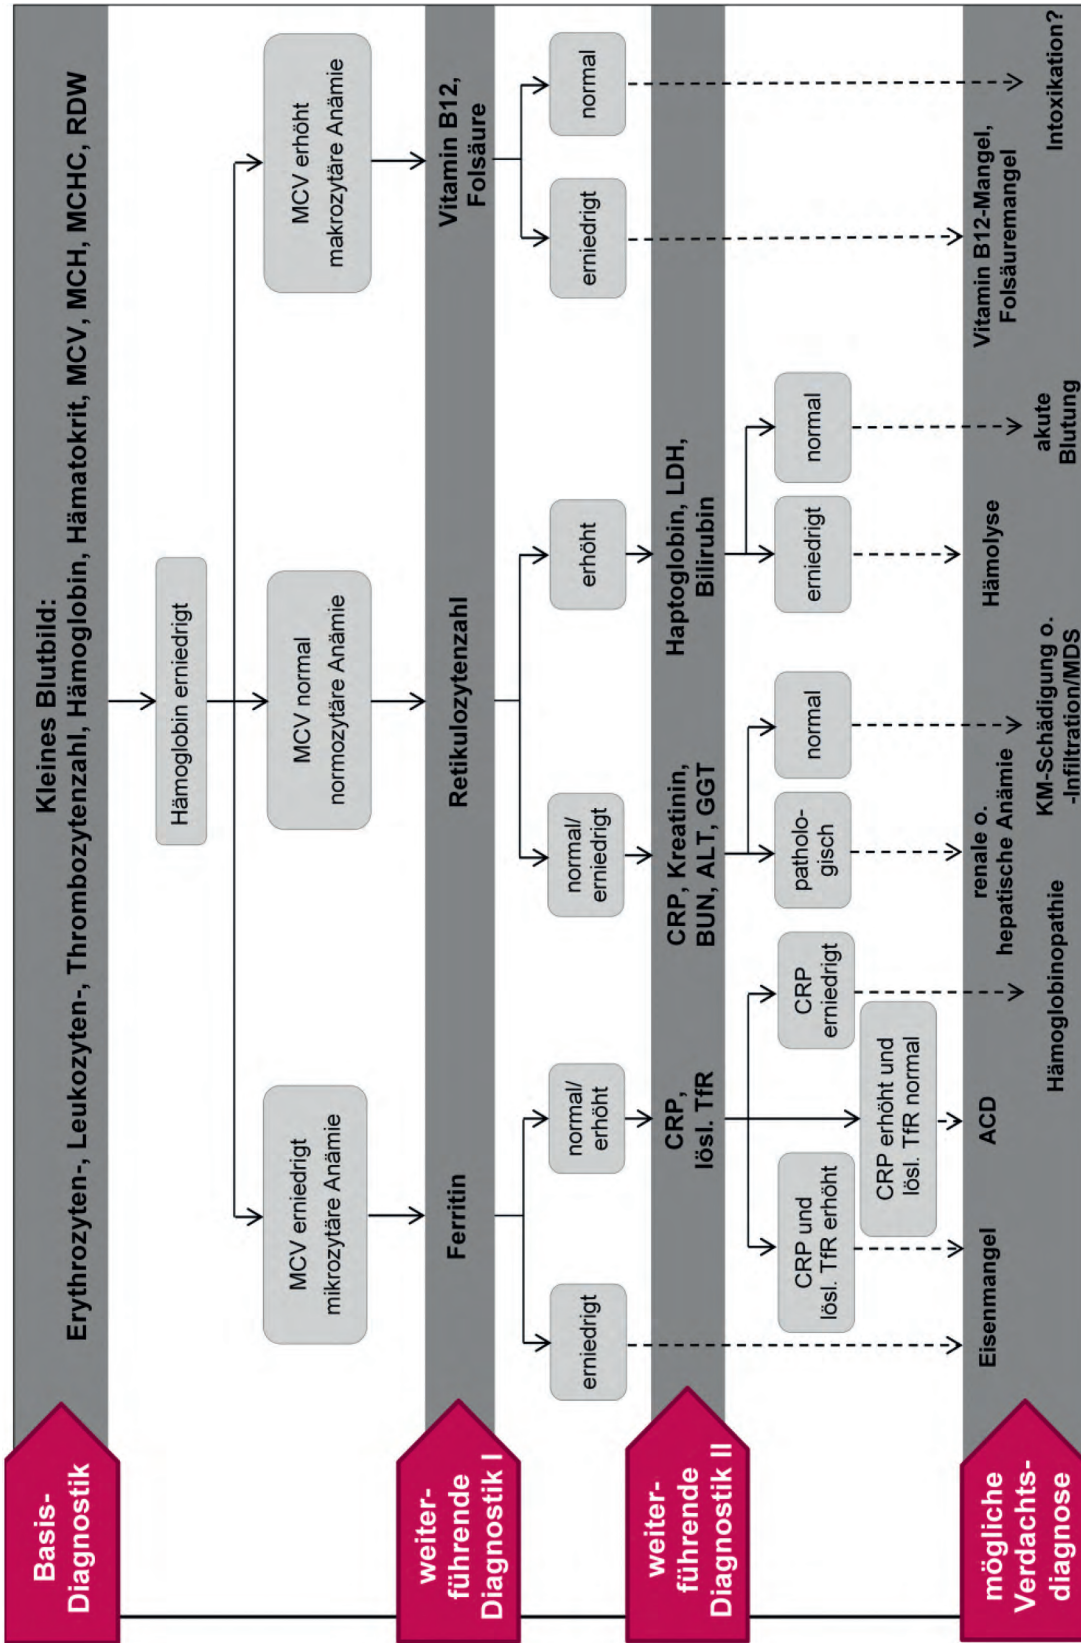 Basis-
Diagnostik
Kleines Blutbild:
Erythrozyten-, Leukozyten-, Thrombozytenzahl, Hämoglobin, Hämatokrit, MCV, MCH, MCHC, RDW
Hämoglobin erniedrigt
MCV erniedrigt
mikrozytäre Anämie
MCV normal
normozytäre Anämie
MCV erhöht
makrozytäre Anämie
weiter-
führende
Diagnostik I
Ferritin
Retikulozytenzahl
Vitamin B12,
Folsäure
erniedrigt
normal/
erhöht
normal/
erniedrigt
erhöht
erniedrigt
normal
weiter-
führende
Diagnostik II
CRP,
lösl. TfR
CRP, Kreatinin,
BUN, ALT, GGT
Haptoglobin, LDH,
Bilirubin
CRP und
lösl. TfR erhöht
CRP erhöht und
lösl. TfR normal
CRP
erniedrigt
patholo-
gisch
normal
erniedrigt
normal
mögliche
Verdachts-
diagnose
Eisenmangel
ACD
Hämoglobinopathie
renale o.
hepatische Anämie
KM-Schädigung o.
-Infiltration/MDS
Hämolyse
akute
Blutung
Vitamin B12-Mangel,
Folsäuremangel
Intoxikation?